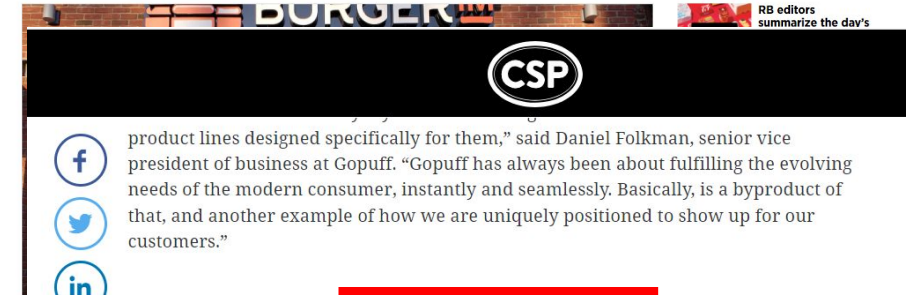 BURGERIM
RB editors
summarize the day's
CSP
product lines designed specifically for them,” said Daniel Folkman, senior vice
president of business at Gopuff. “Gopuff has always been about fulfilling the evolving
needs of the modern consumer, instantly and seamlessly. Basically, is a byproduct of
that, and another example of how we are uniquely positioned to show up for our
customers.”
f
in